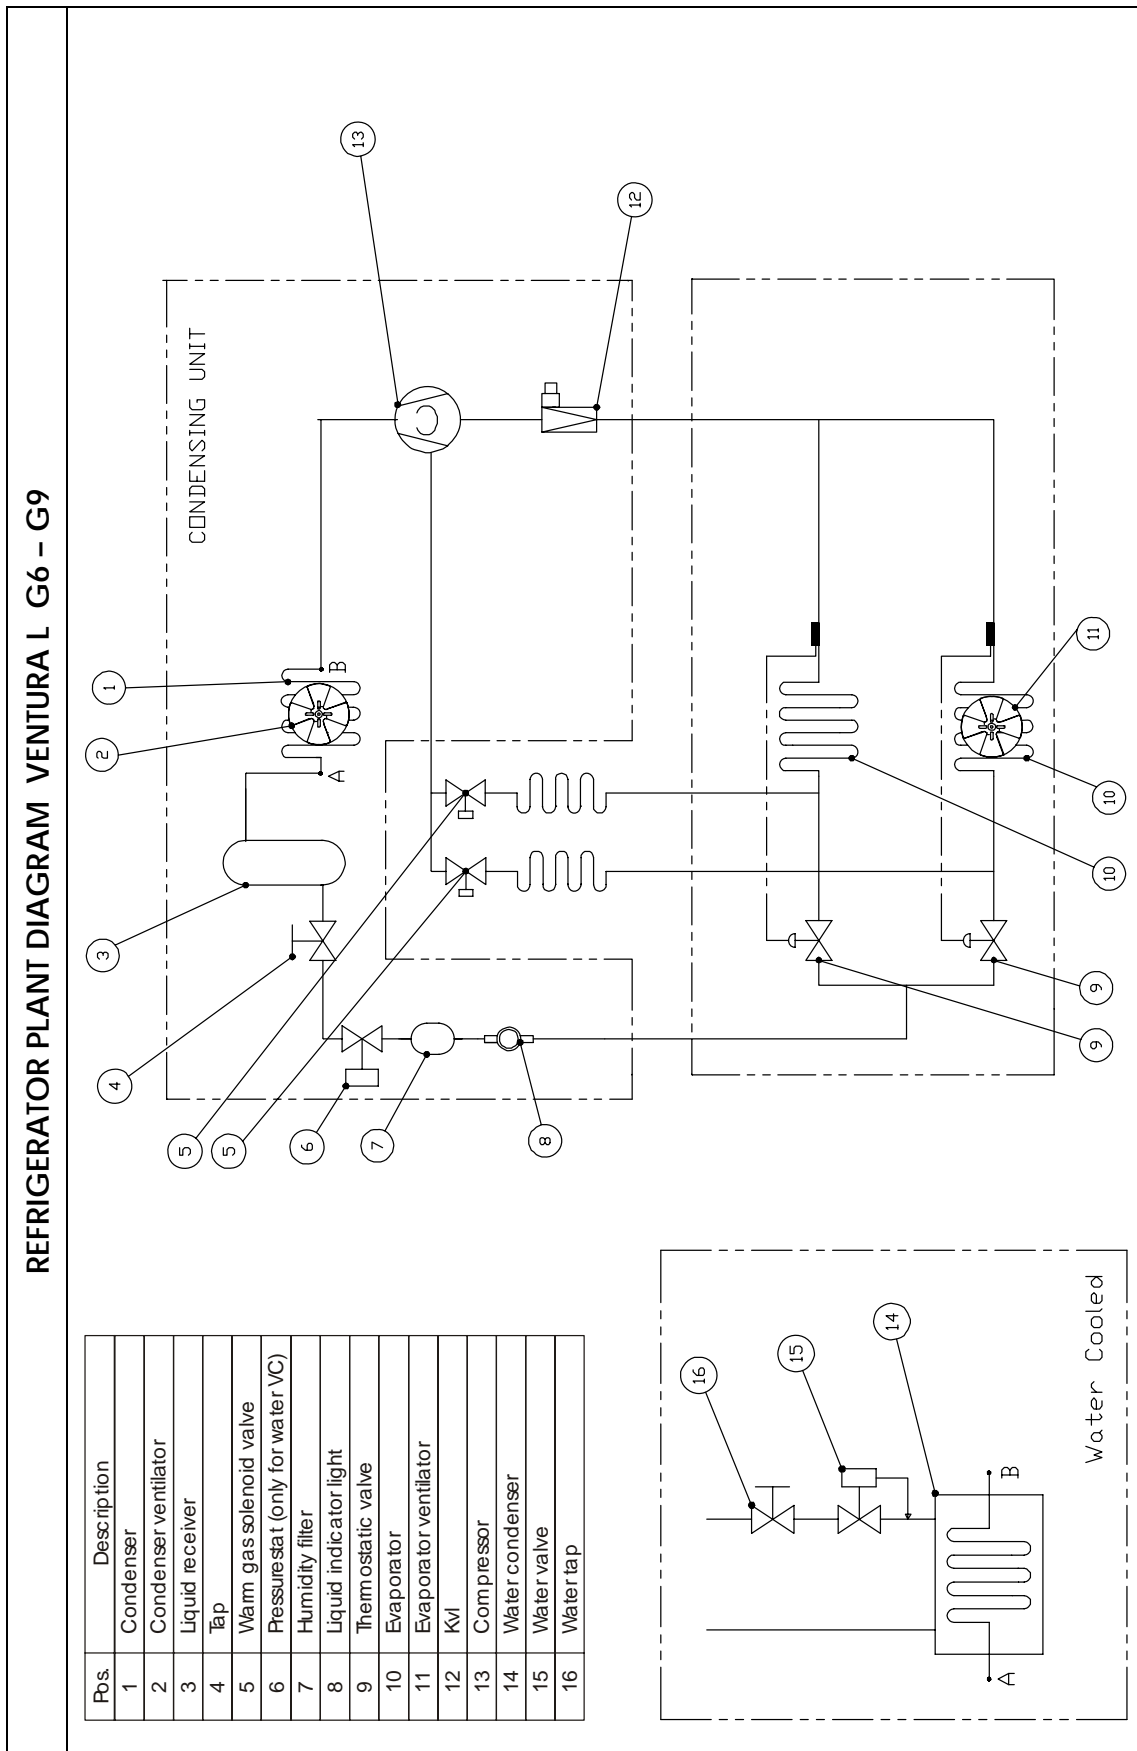 REFRIGERATOR PLANT DIAGRAM VENTURA L G6 – G9
Pos. Description
1 Condenser
2 Condenser ventilator
3 Liquid receiver
4 Tap
5 Warm gas solenoid valve
6 Pressurestat (only for water VC)
7 Humidity filter
8 Liquid indicator light
9 Thermostatic valve
10 Evaporator
11 Evaporator ventilator
12 Kvl
13 Compressor
14 Water condenser
15 Water valve
16 Water tap
CONDENSING UNIT
1
2
3
4
5
5
6
7
8
13
12
A
B
9
9
10
10
11
16
15
14
A
B
Water Cooled